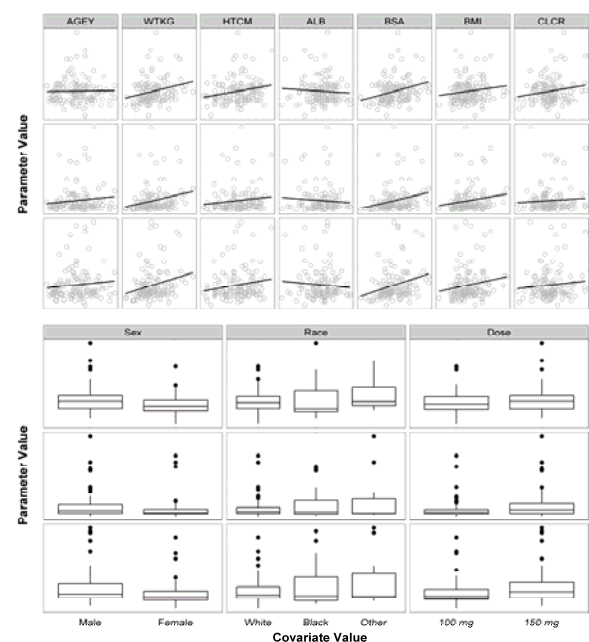 AGEY WTKG HTCM ALB BSA BMI CLCR
Parameter Value
Sex Race Dose
Parameter Value
Male Female White Black Other 100 mg 150 mg
Covariate Value